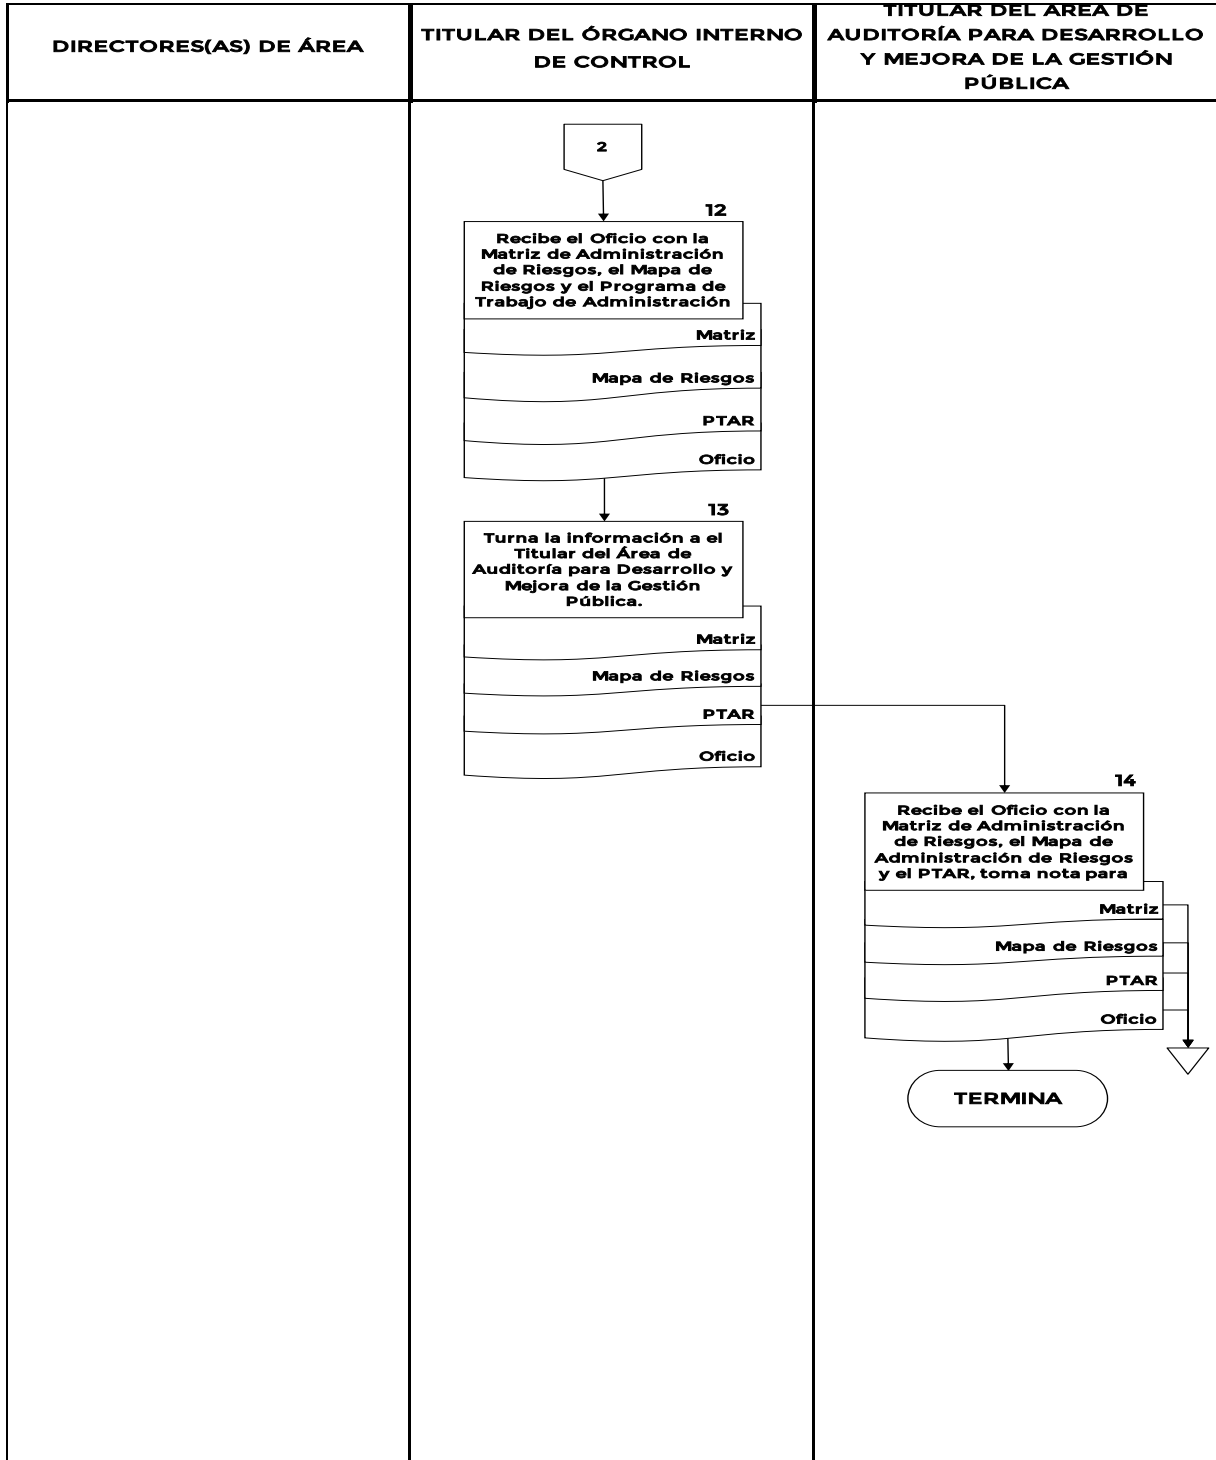 DIRECTORES(AS) DE ÁREA
TITULAR DEL ÓRGANO INTERNO
DE CONTROL
TITULAR DEL ÁREA DE
AUDITORÍA PARA DESARROLLO
Y MEJORA DE LA GESTIÓN
PÚBLICA
2
12
Recibe el Oficio con la
Matriz de Administración
de Riesgos, el Mapa de
Riesgos y el Programa de
Trabajo de Administración
Matriz
Mapa de Riesgos
PTAR
Oficio
13
Turna la información a el
Titular del Área de
Auditoría para Desarrollo y
Mejora de la Gestión
Pública.
Matriz
Mapa de Riesgos
PTAR
Oficio
14
Recibe el Oficio con la
Matriz de Administración
de Riesgos, el Mapa de
Administración de Riesgos
y el PTAR, toma nota para
Matriz
Mapa de Riesgos
PTAR
Oficio
TERMINA